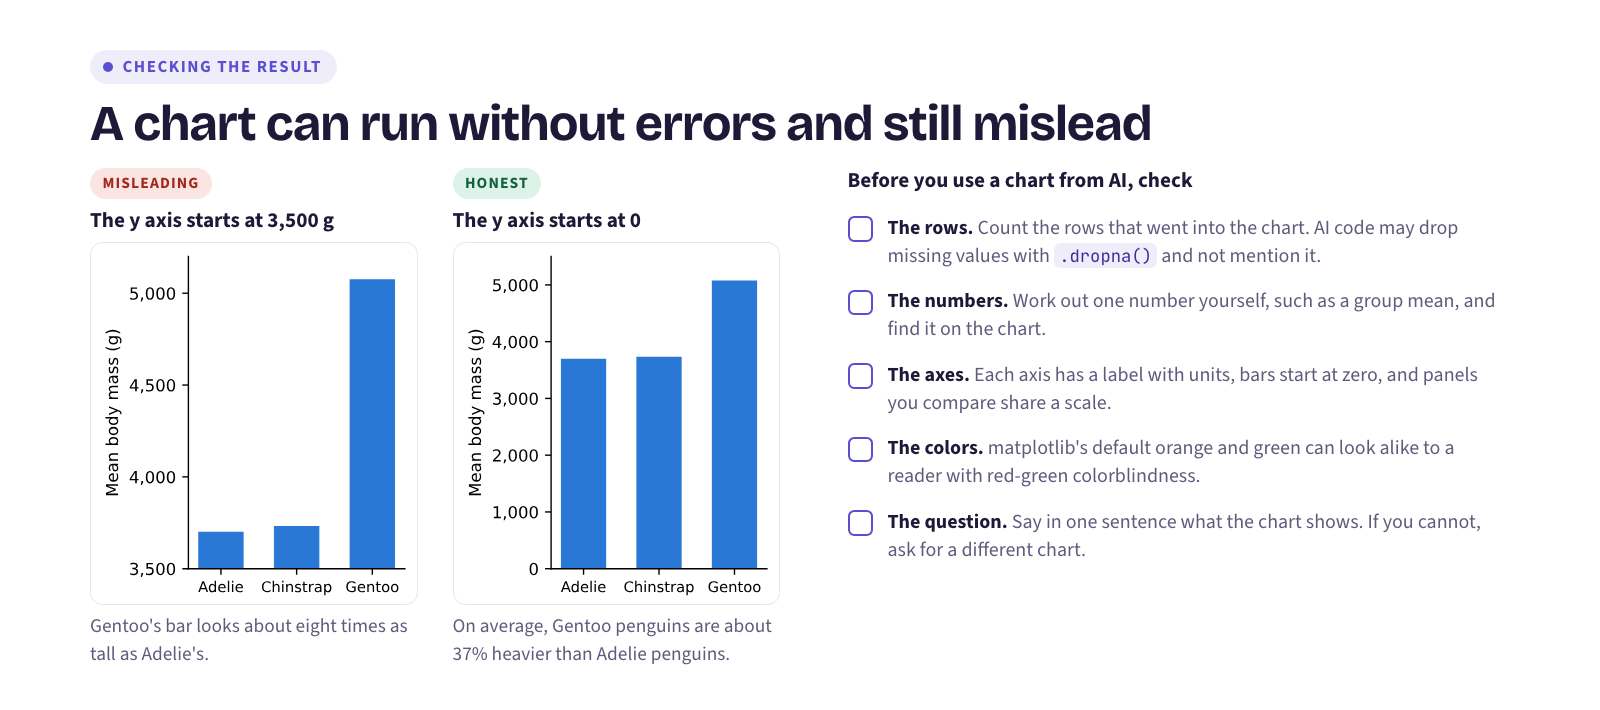 CHECKING THE RESULT
A chart can run without errors and still mislead
MISLEADING
The y axis starts at 3,500 g
Mean body mass (g)
5,000
4,500
4,000
3,500
Adelie Chinstrap Gentoo
Gentoo's bar looks about eight times as
tall as Adelie's.
HONEST
The y axis starts at 0
Mean body mass (g)
5,000
4,000
3,000
2,000
1,000
0
Adelie Chinstrap Gentoo
On average, Gentoo penguins are about
37% heavier than Adelie penguins.
Before you use a chart from AI, check
The rows. Count the rows that went into the chart. AI code may drop
missing values with .dropna() and not mention it.
The numbers. Work out one number yourself, such as a group mean, and
find it on the chart.
The axes. Each axis has a label with units, bars start at zero, and panels
you compare share a scale.
The colors. matplotlib's default orange and green can look alike to a
reader with red-green colorblindness.
The question. Say in one sentence what the chart shows. If you cannot,
ask for a different chart.